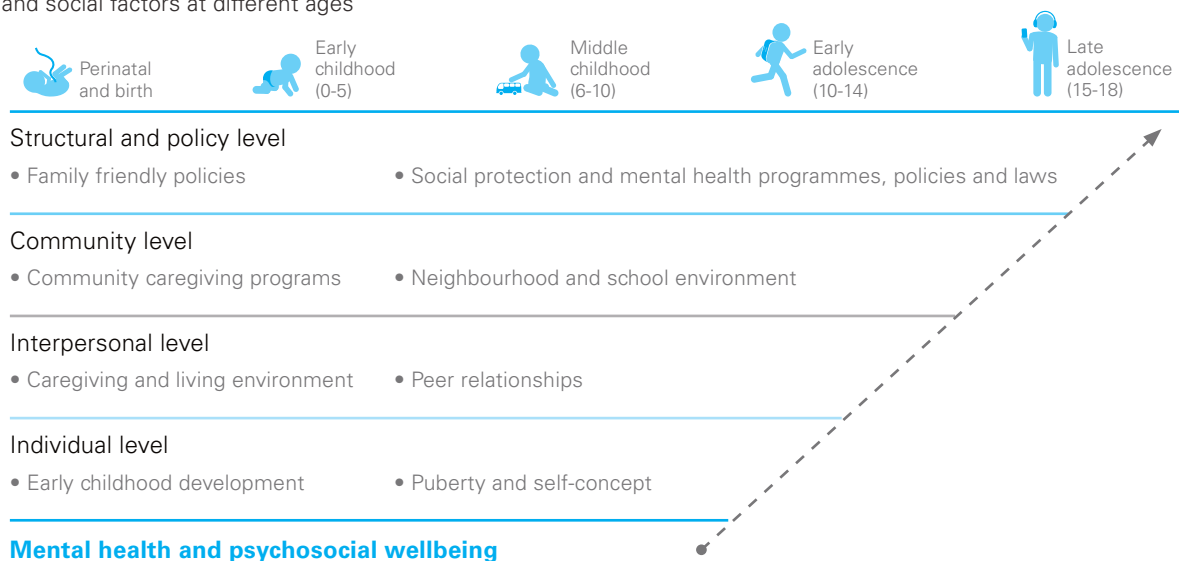 and social factors at different ages
Perinatal
and birth
Early
childhood
(0-5)
Middle
childhood
(6-10)
Early
adolescence
(10-14)
Late
adolescence
(15-18)
Structural and policy level
• Family friendly policies
• Social protection and mental health programmes, policies and laws
Community level
• Community caregiving programs
• Neighbourhood and school environment
Interpersonal level
• Caregiving and living environment
• Peer relationships
Individual level
• Early childhood development
• Puberty and self-concept
Mental health and psychosocial wellbeing